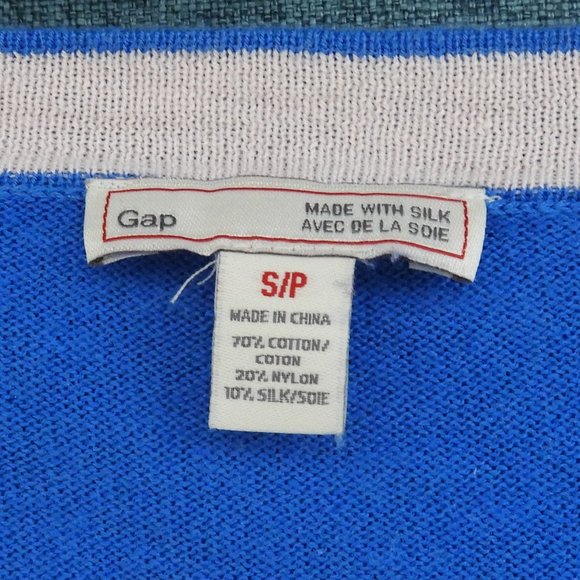 Gap
MADE WITH SILK
AVEC DE LA SOIE
S/P
MADE IN CHINA
70% COTTON/
COTON
20% NYLON
10% SILK/SOIE